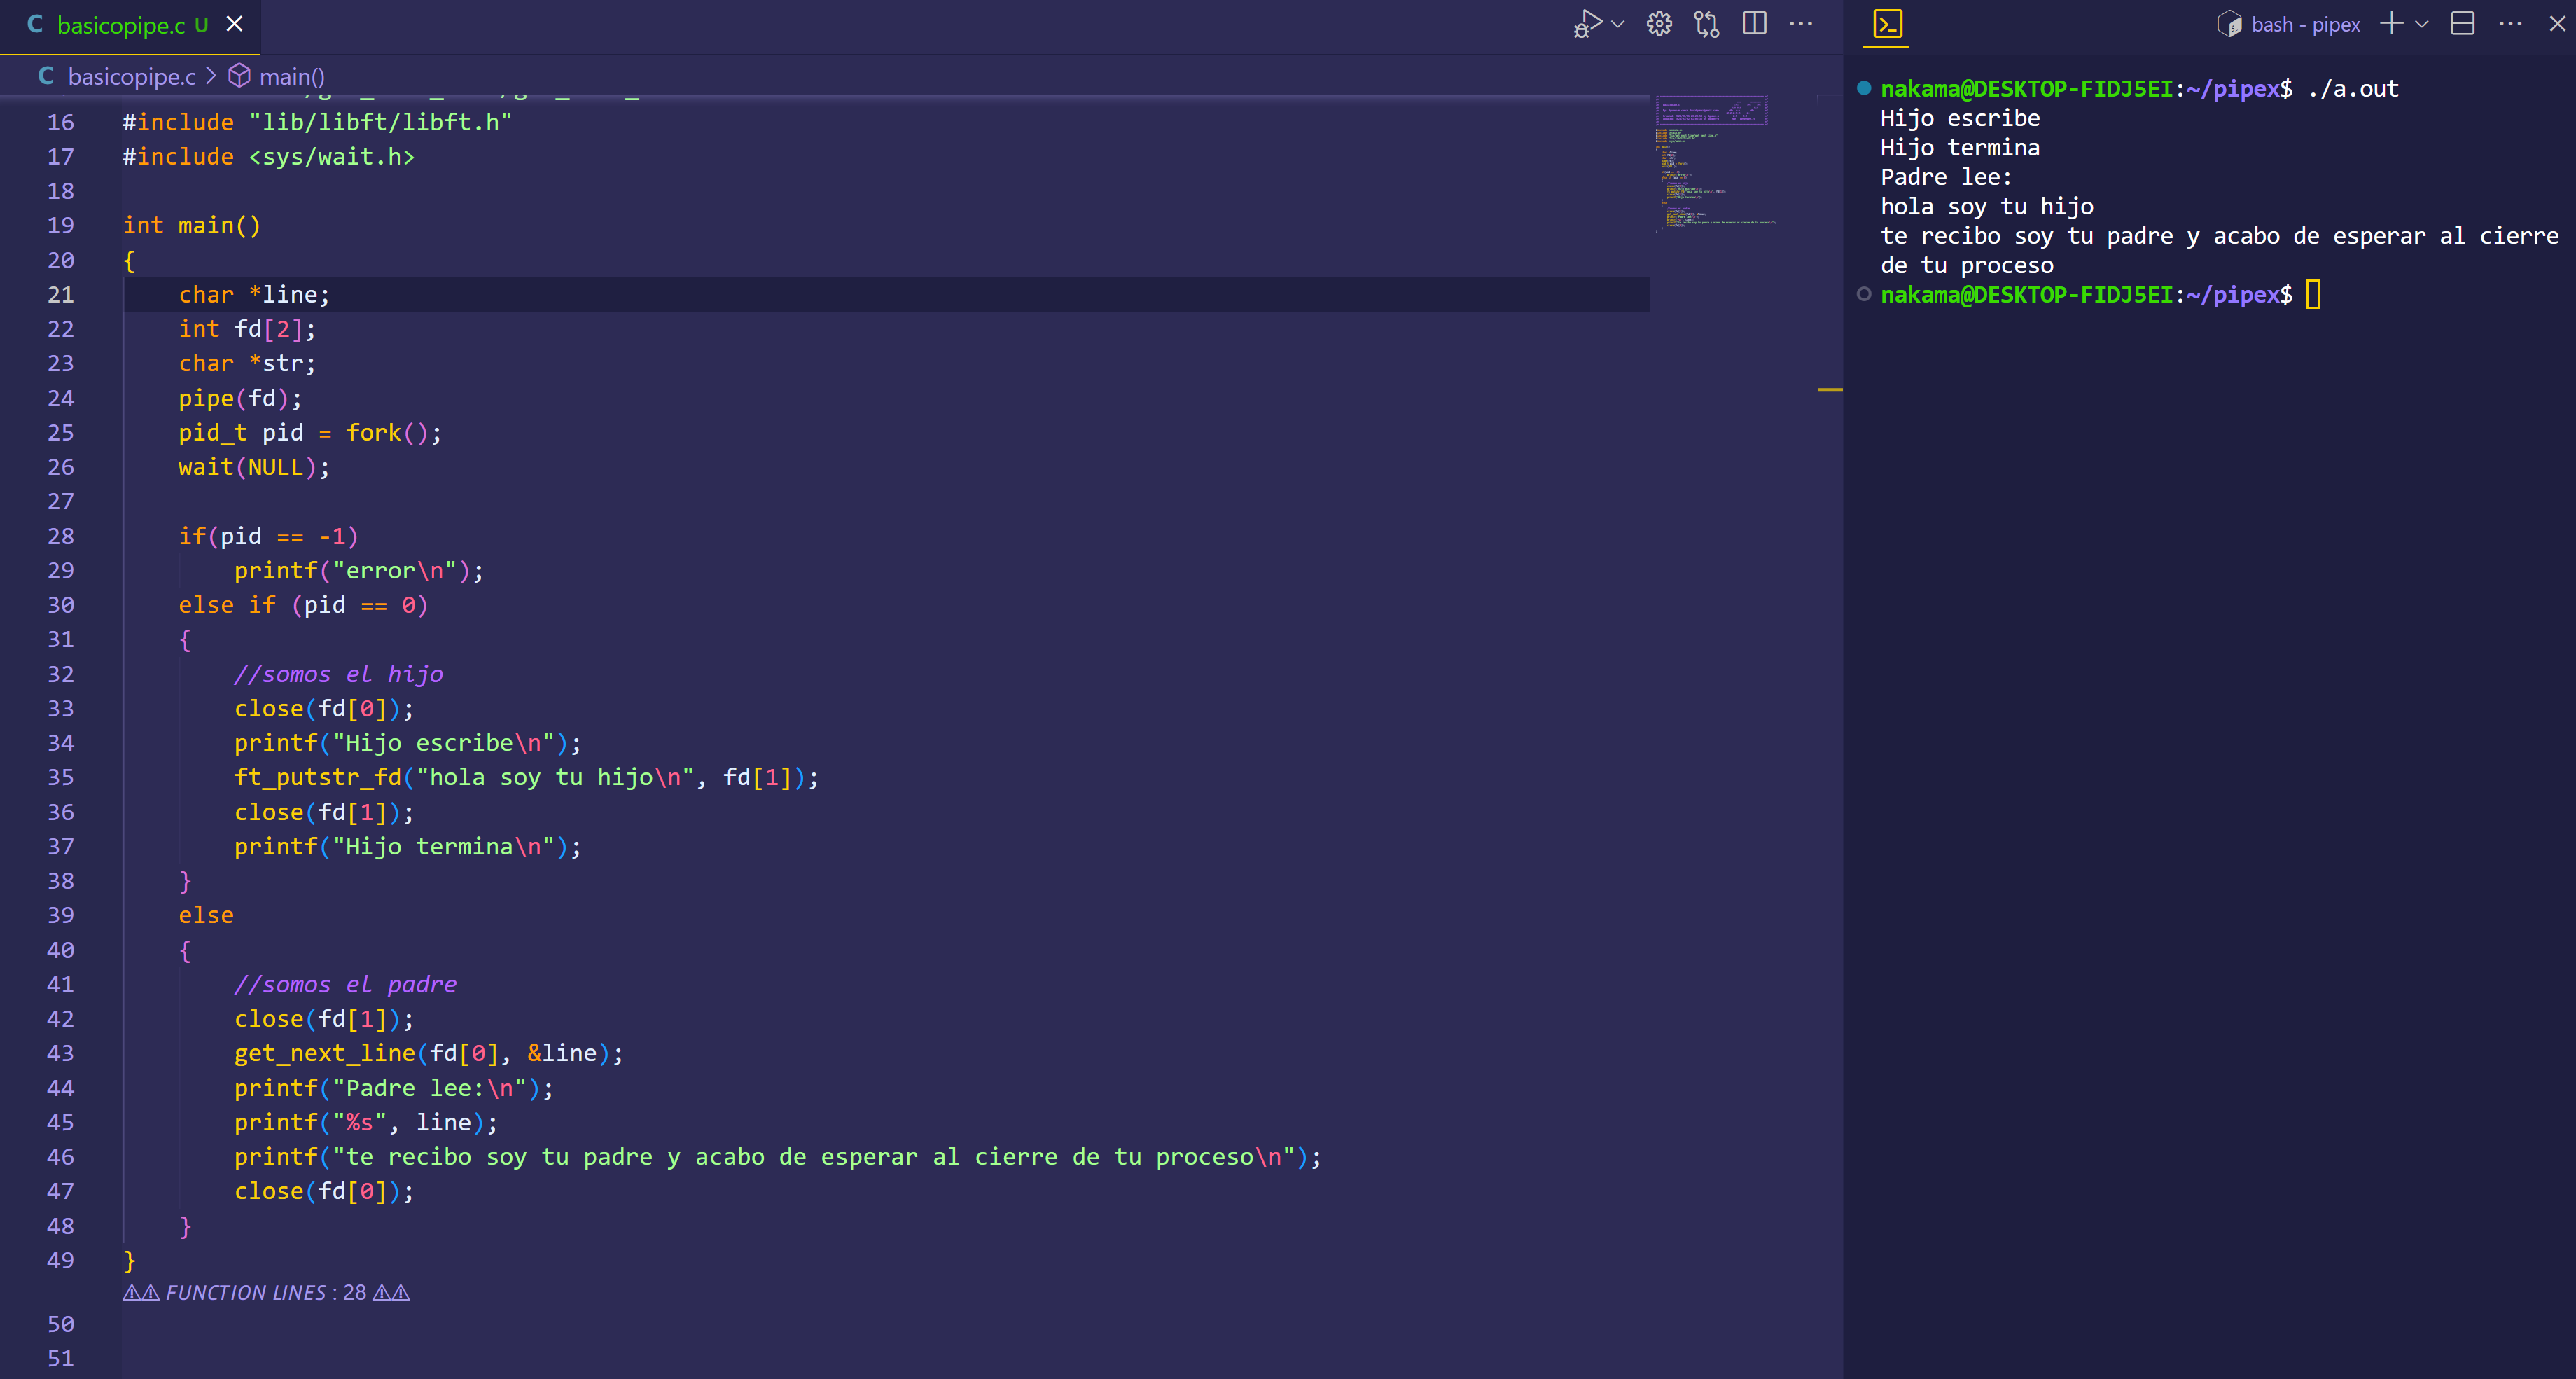 basicopipe.c U
basicopipe.c > main()
16 #include "lib/libft/libft.h"
17 #include <sys/wait.h>
18
19 int main()
20 {
21 char *line;
22 int fd[2];
23 char *str;
24 pipe(fd);
25 pid_t pid = fork();
26 wait(NULL);
27
28 if(pid == -1)
29 printf("error\n");
30 else if (pid == 0)
31 {
32 //somos el hijo
33 close(fd[0]);
34 printf("Hijo escribe\n");
35 ft_putstr_fd("hola soy tu hijo\n", fd[1]);
36 close(fd[1]);
37 printf("Hijo termina\n");
38 }
39 else
40 {
41 //somos el padre
42 close(fd[1]);
43 get_next_line(fd[0], &line);
44 printf("Padre lee:\n");
45 printf("%s", line);
46 printf("te recibo soy tu padre y acabo de esperar al cierre de tu proceso\n");
47 close(fd[0]);
48 }
49 }
FUNCTION LINES : 28
50
51
bash - pipex
nakama@DESKTOP-FIDJ5EI:~/pipex$ ./a.out
Hijo escribe
Hijo termina
Padre lee:
hola soy tu hijo
te recibo soy tu padre y acabo de esperar al cierre
de tu proceso
nakama@DESKTOP-FIDJ5EI:~/pipex$